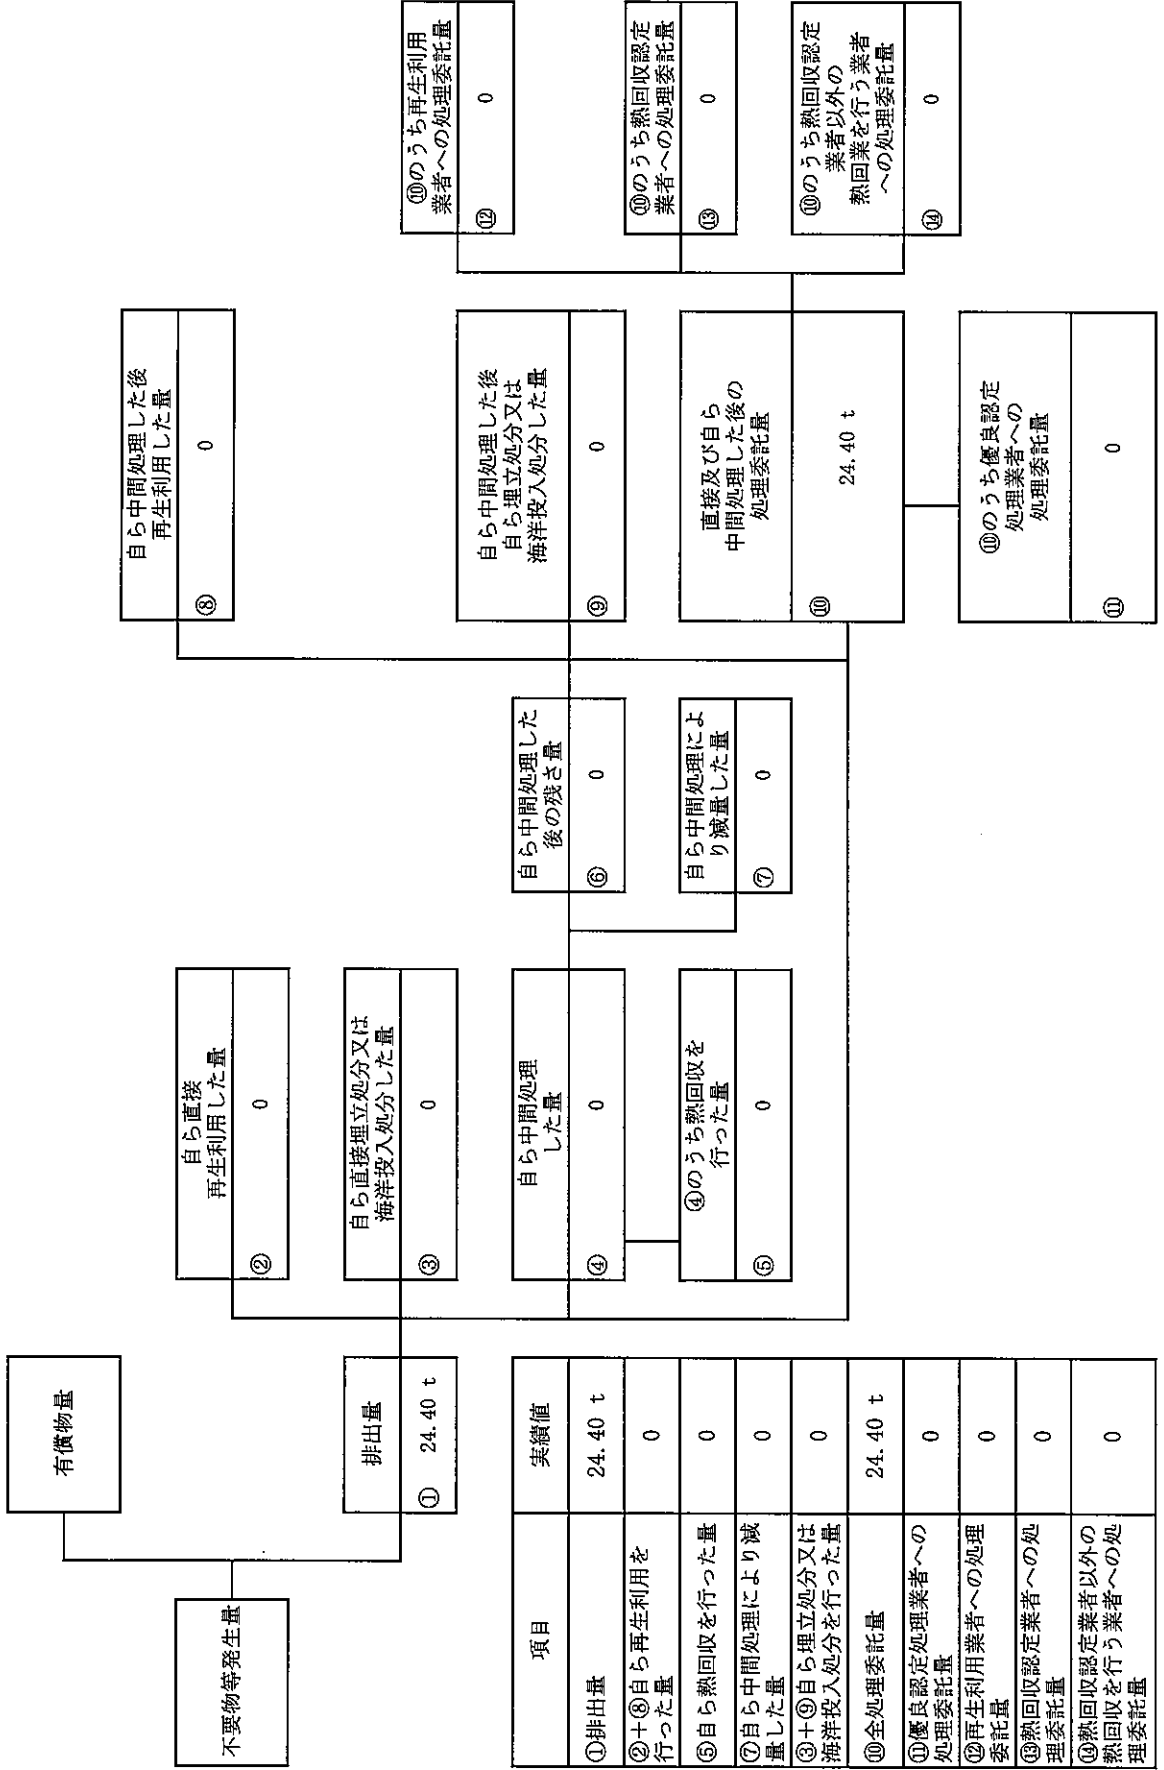 不要物等発生量
有償物量
排出量
① 24.40 t
自ら直接
再生利用した量
② 0
自ら直接埋立処分又は
海洋投入処分した量
③ 0
自ら中間処理
した量
④ 0
④のうち熱回収を
行った量
⑤ 0
自ら中間処理した
後の残さ量
⑥ 0
自ら中間処理によ
り減量した量
⑦ 0
自ら中間処理した後
再生利用した量
⑧ 0
自ら中間処理した後
自ら埋立処分又は
海洋投入処分した量
⑨ 0
直接及び自ら
中間処理した後の
処理委託量
⑩ 24.40 t
⑩のうち優良認定
処理業者への
処理委託量
⑪ 0
⑩のうち再生利用
業者への処理委託量
⑫ 0
⑩のうち熱回収認定
業者への処理委託量
⑬ 0
⑩のうち熱回収認定
業者以外の
熱回業を行う業者
への処理委託量
⑭ 0
項目 実績値
①排出量 24.40 t
②+⑧自ら再生利用を
行った量 0
⑤自ら熱回収を行った量 0
⑦自ら中間処理により減
量した量 0
③+⑨自ら埋立処分又は
海洋投入処分を行った量 0
⑩全処理委託量 24.40 t
⑪優良認定処理業者への
処理委託量 0
⑫再生利用業者への処理
委託量 0
⑬熱回収認定業者への処
理委託量 0
⑭熱回収認定業者以外の
熱回収を行う業者への処
理委託量 0